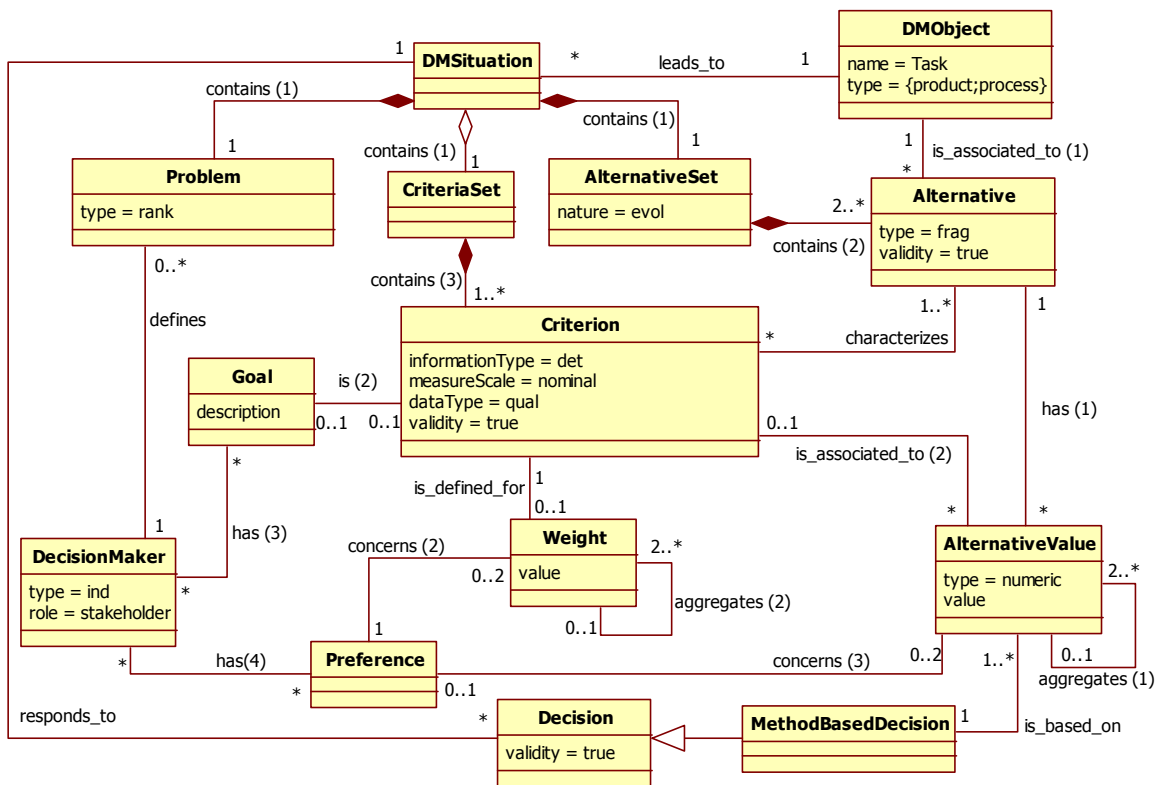 DMObject
name = Task
type = {product;process}
1
DMSituation
*
leads_to
1
contains (1)
contains (1)
1
is_associated_to (1)
*
1
contains (1)
1
1
Problem
type = rank
CriteriaSet
AlternativeSet
nature = evol
2..*
contains (2)
Alternative
type = frag
validity = true
0..*
contains (3)
1..*
1..*
1
defines
Criterion
informationType = det
measureScale = nominal
dataType = qual
validity = true
*
characterizes
Goal
description
is (2)
0..1
0..1
has (1)
0..1
is_associated_to (2)
*
1
is_defined_for
0..1
has (3)
1
*
*
*
DecisionMaker
type = ind
role = stakeholder
concerns (2)
0..2
Weight
value
2..*
aggregates (2)
0..1
AlternativeValue
type = numeric
value
2..*
0..1
aggregates (1)
1
*
has(4)
*
Preference
0..1
concerns (3)
0..2
1..*
responds_to
*
Decision
validity = true
MethodBasedDecision
1
is_based_on